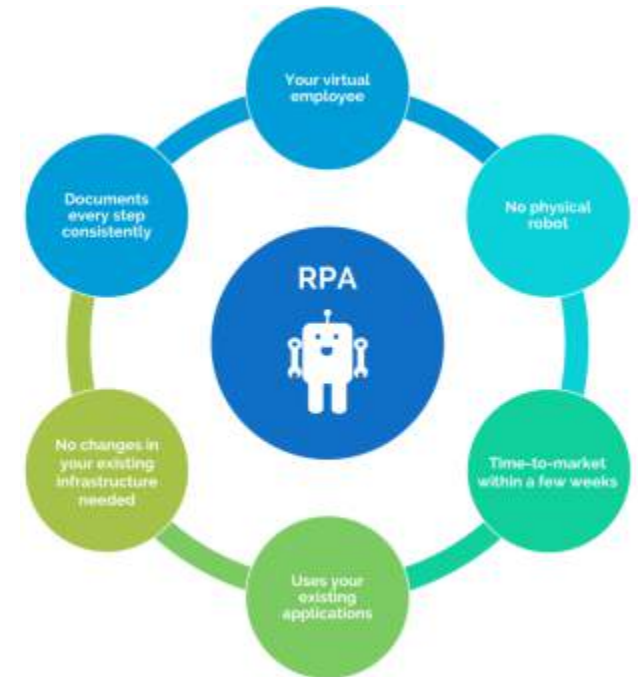 Your virtual
employee
No physical
robot
Time-to-market
within a few weeks
Uses your
existing
applications
No changes in
your existing
infrastructure
needed
Documents
every step
consistently
RPA